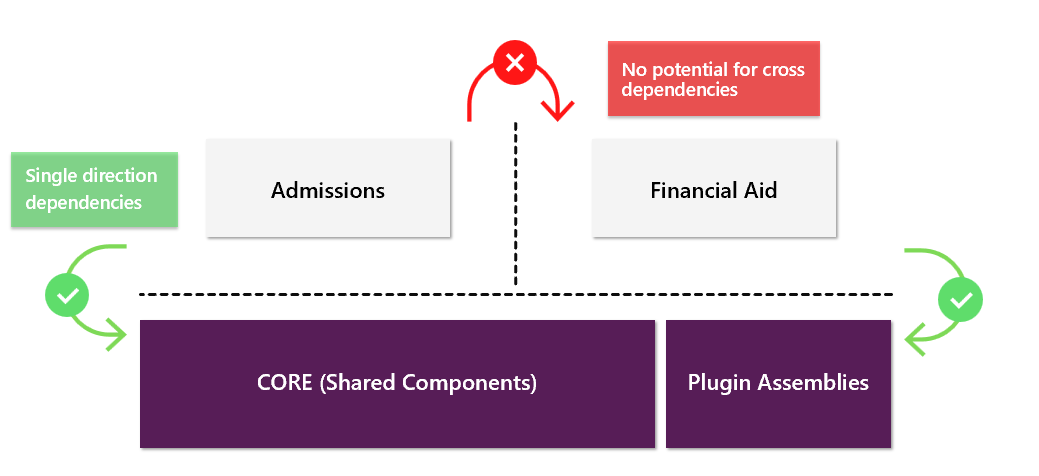 No potential for cross
dependencies
Single direction
dependencies
Admissions
Financial Aid
CORE (Shared Components)
Plugin Assemblies